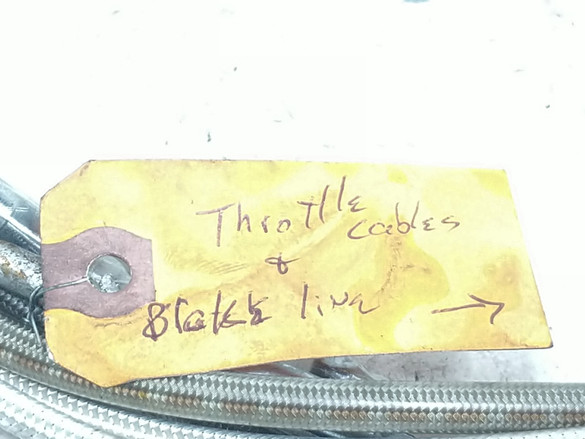 Throttle
cables
&
Brake line →